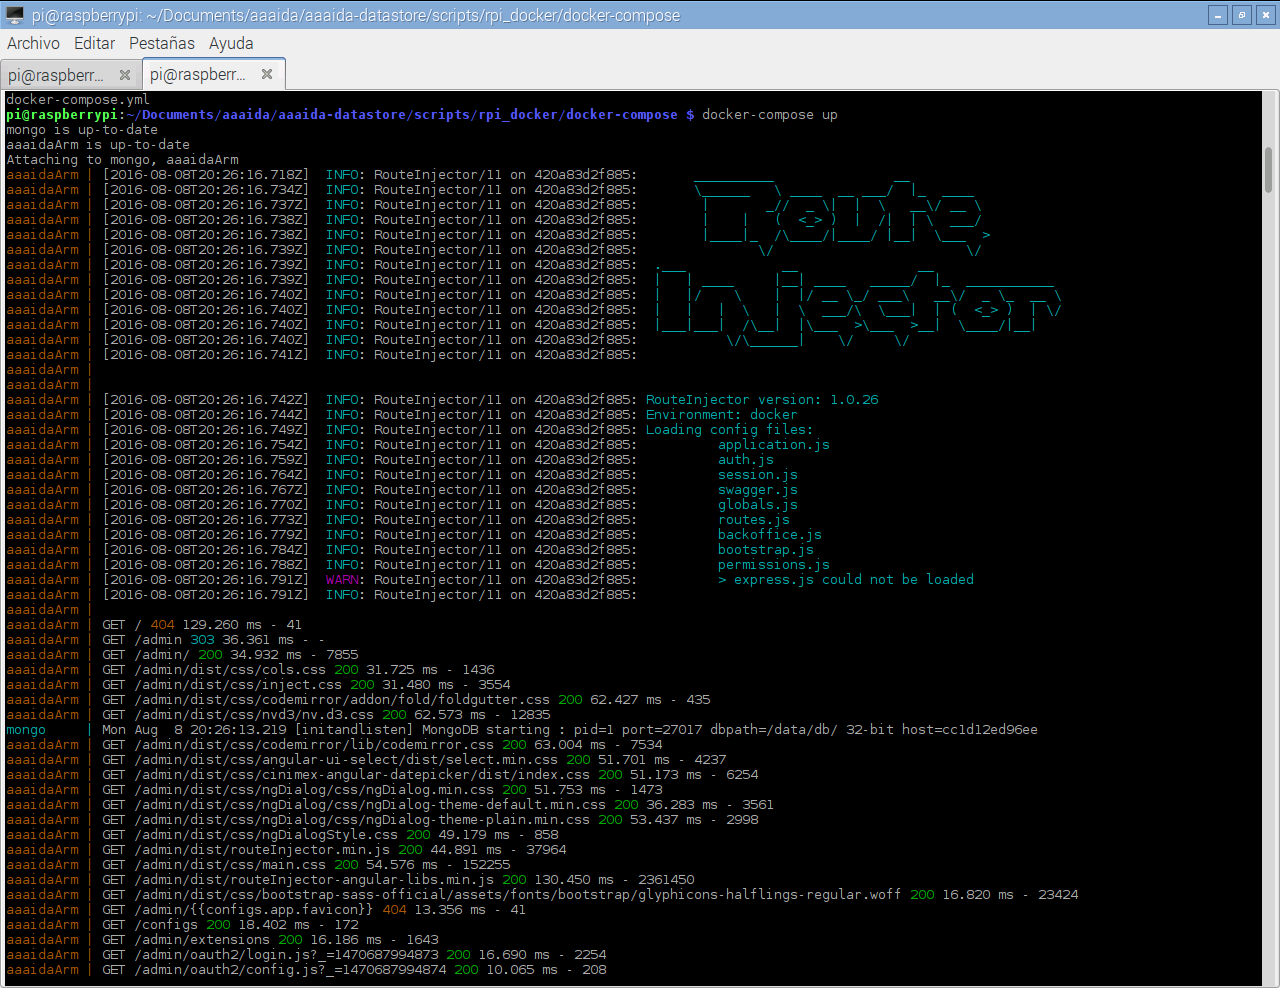 pi@raspberrypi: ~/Documents/aaaida/aaaida-datastore/scripts/rpi_docker/docker-compose
Archivo Editar Pestañas Ayuda
pi@raspberr... pi@raspberr...
docker-compose.yml
pi@raspberrypi:~/Documents/aaaida/aaaida-datastore/scripts/rpi_docker/docker-compose $ docker-compose up
mongo is up-to-date
aaaidaArm is up-to-date
Attaching to mongo, aaaidaArm
aaaidaArm | [2016-08-08T20:26:16.718Z]  INFO: RouteInjector/11 on 420a83d2f885:
aaaidaArm | [2016-08-08T20:26:16.734Z]  INFO: RouteInjector/11 on 420a83d2f885:
aaaidaArm | [2016-08-08T20:26:16.737Z]  INFO: RouteInjector/11 on 420a83d2f885:
aaaidaArm | [2016-08-08T20:26:16.738Z]  INFO: RouteInjector/11 on 420a83d2f885:
aaaidaArm | [2016-08-08T20:26:16.738Z]  INFO: RouteInjector/11 on 420a83d2f885:
aaaidaArm | [2016-08-08T20:26:16.739Z]  INFO: RouteInjector/11 on 420a83d2f885:
aaaidaArm | [2016-08-08T20:26:16.739Z]  INFO: RouteInjector/11 on 420a83d2f885:
aaaidaArm | [2016-08-08T20:26:16.739Z]  INFO: RouteInjector/11 on 420a83d2f885:
aaaidaArm | [2016-08-08T20:26:16.740Z]  INFO: RouteInjector/11 on 420a83d2f885:
aaaidaArm | [2016-08-08T20:26:16.740Z]  INFO: RouteInjector/11 on 420a83d2f885:
aaaidaArm | [2016-08-08T20:26:16.740Z]  INFO: RouteInjector/11 on 420a83d2f885:
aaaidaArm | [2016-08-08T20:26:16.740Z]  INFO: RouteInjector/11 on 420a83d2f885:
aaaidaArm | [2016-08-08T20:26:16.741Z]  INFO: RouteInjector/11 on 420a83d2f885:
Route
Injector
aaaidaArm |
aaaidaArm |
aaaidaArm | [2016-08-08T20:26:16.742Z]  INFO: RouteInjector/11 on 420a83d2f885: RouteInjector version: 1.0.26
aaaidaArm | [2016-08-08T20:26:16.744Z]  INFO: RouteInjector/11 on 420a83d2f885: Environment: docker
aaaidaArm | [2016-08-08T20:26:16.749Z]  INFO: RouteInjector/11 on 420a83d2f885: Loading config files:
aaaidaArm | [2016-08-08T20:26:16.754Z]  INFO: RouteInjector/11 on 420a83d2f885: application.js
aaaidaArm | [2016-08-08T20:26:16.759Z]  INFO: RouteInjector/11 on 420a83d2f885: auth.js
aaaidaArm | [2016-08-08T20:26:16.764Z]  INFO: RouteInjector/11 on 420a83d2f885: session.js
aaaidaArm | [2016-08-08T20:26:16.767Z]  INFO: RouteInjector/11 on 420a83d2f885: swagger.js
aaaidaArm | [2016-08-08T20:26:16.770Z]  INFO: RouteInjector/11 on 420a83d2f885: globals.js
aaaidaArm | [2016-08-08T20:26:16.773Z]  INFO: RouteInjector/11 on 420a83d2f885: routes.js
aaaidaArm | [2016-08-08T20:26:16.779Z]  INFO: RouteInjector/11 on 420a83d2f885: backoffice.js
aaaidaArm | [2016-08-08T20:26:16.784Z]  INFO: RouteInjector/11 on 420a83d2f885: bootstrap.js
aaaidaArm | [2016-08-08T20:26:16.788Z]  INFO: RouteInjector/11 on 420a83d2f885: permissions.js
aaaidaArm | [2016-08-08T20:26:16.791Z]  WARN: RouteInjector/11 on 420a83d2f885: > express.js could not be loaded
aaaidaArm | [2016-08-08T20:26:16.791Z]  INFO: RouteInjector/11 on 420a83d2f885:
aaaidaArm |
aaaidaArm | GET / 404 129.260 ms - 41
aaaidaArm | GET /admin 303 36.361 ms - -
aaaidaArm | GET /admin/ 200 34.932 ms - 7855
aaaidaArm | GET /admin/dist/css/cols.css 200 31.725 ms - 1436
aaaidaArm | GET /admin/dist/css/inject.css 200 31.480 ms - 3554
aaaidaArm | GET /admin/dist/css/codemirror/addon/fold/foldgutter.css 200 62.427 ms - 435
aaaidaArm | GET /admin/dist/css/nvd3/nv.d3.css 200 62.573 ms - 12835
mongo | Mon Aug  8 20:26:13.219 [initandlisten] MongoDB starting : pid=1 port=27017 dbpath=/data/db/ 32-bit host=cc1d12ed96ee
aaaidaArm | GET /admin/dist/css/codemirror/lib/codemirror.css 200 63.004 ms - 7534
aaaidaArm | GET /admin/dist/css/angular-ui-select/dist/select.min.css 200 51.701 ms - 4237
aaaidaArm | GET /admin/dist/css/cinimex-angular-datepicker/dist/index.css 200 51.173 ms - 6254
aaaidaArm | GET /admin/dist/css/ngDialog/css/ngDialog.min.css 200 51.753 ms - 1473
aaaidaArm | GET /admin/dist/css/ngDialog/css/ngDialog-theme-default.min.css 200 36.283 ms - 3561
aaaidaArm | GET /admin/dist/css/ngDialog/css/ngDialog-theme-plain.min.css 200 53.437 ms - 2998
aaaidaArm | GET /admin/dist/css/ngDialogStyle.css 200 49.179 ms - 858
aaaidaArm | GET /admin/dist/routeInjector.min.js 200 44.891 ms - 37964
aaaidaArm | GET /admin/dist/css/main.css 200 54.576 ms - 152255
aaaidaArm | GET /admin/dist/routeInjector-angular-libs.min.js 200 130.450 ms - 2361450
aaaidaArm | GET /admin/dist/css/bootstrap-sass-official/assets/fonts/bootstrap/glyphicons-halflings-regular.woff 200 16.820 ms - 23424
aaaidaArm | GET /admin/{{configs.app.favicon}} 404 13.356 ms - 41
aaaidaArm | GET /configs 200 18.402 ms - 172
aaaidaArm | GET /admin/extensions 200 16.186 ms - 1643
aaaidaArm | GET /admin/oauth2/login.js?_=1470687994873 200 16.690 ms - 2254
aaaidaArm | GET /admin/oauth2/config.js?_=1470687994874 200 10.065 ms - 208